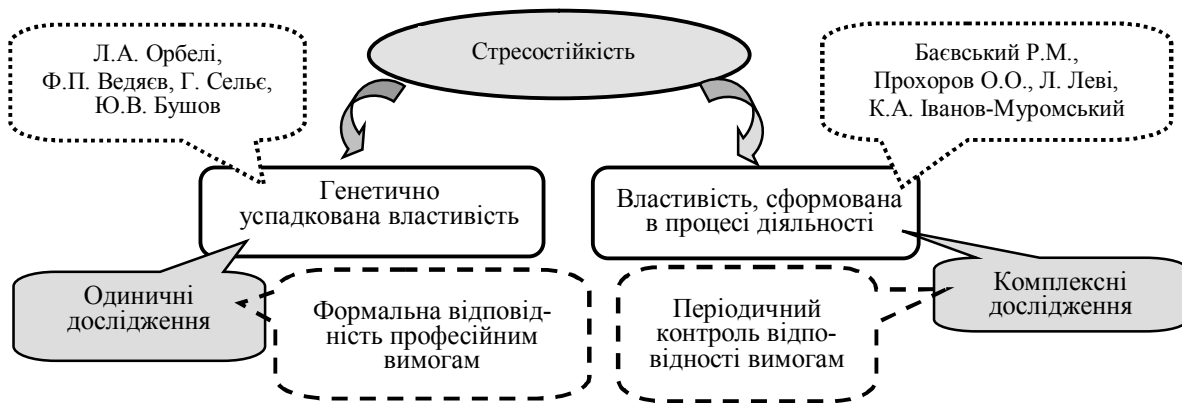 Стресостійкість
Л.А. Орбелі,
Ф.П. Ведяєв, Г. Сельє,
Ю.В. Бушов
Баєвський Р.М.,
Прохоров О.О., Л. Леві,
К.А. Іванов-Муромський
Генетично
успадкована властивість
Властивість, сформована
в процесі діяльності
Одиничні
дослідження
Формальна відповід-
ність професійним
вимогам
Періодичний
контроль відпо-
відності вимогам
Комплексні
дослідження